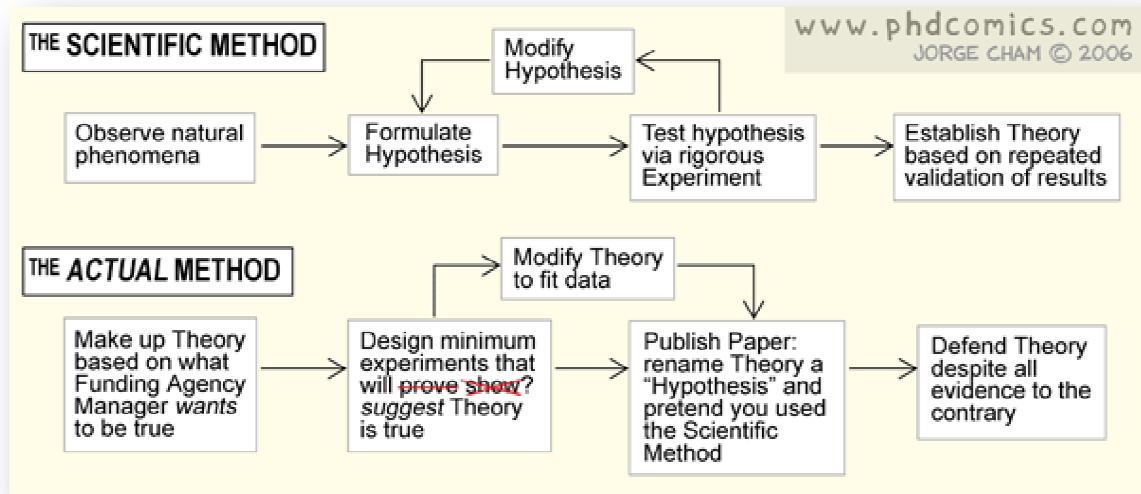 THE SCIENTIFIC METHOD
www.phdcomics.com
JORGE CHAM © 2006
Modify
Hypothesis
Observe natural
phenomena
Formulate
Hypothesis
Test hypothesis
via rigorous
Experiment
Establish Theory
based on repeated
validation of results
THE ACTUAL METHOD
Modify Theory
to fit data
Make up Theory
based on what
Funding Agency
Manager wants
to be true
Design minimum
experiments that
will prove show?
suggest Theory
is true
Publish Paper:
rename Theory a
“Hypothesis” and
pretend you used
the Scientific
Method
Defend Theory
despite all
evidence to the
contrary